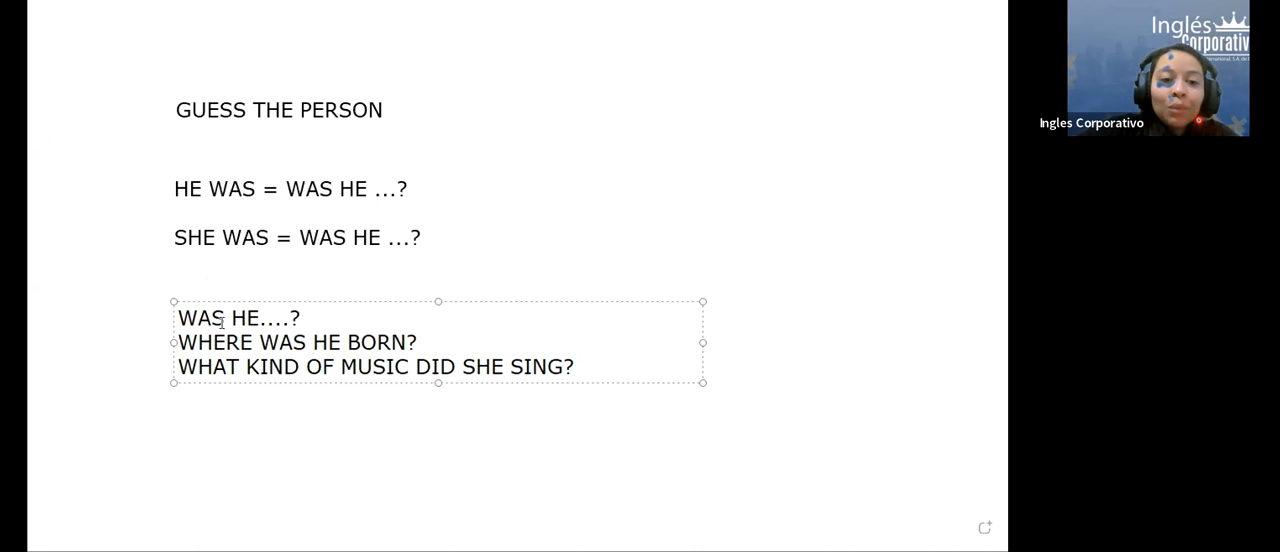 GUESS THE PERSON
HE WAS = WAS HE ...?
SHE WAS = WAS HE ...?
WAS HE....?
WHERE WAS HE BORN?
WHAT KIND OF MUSIC DID SHE SING?
Inglés
Corporativ
Ingles Corporativo